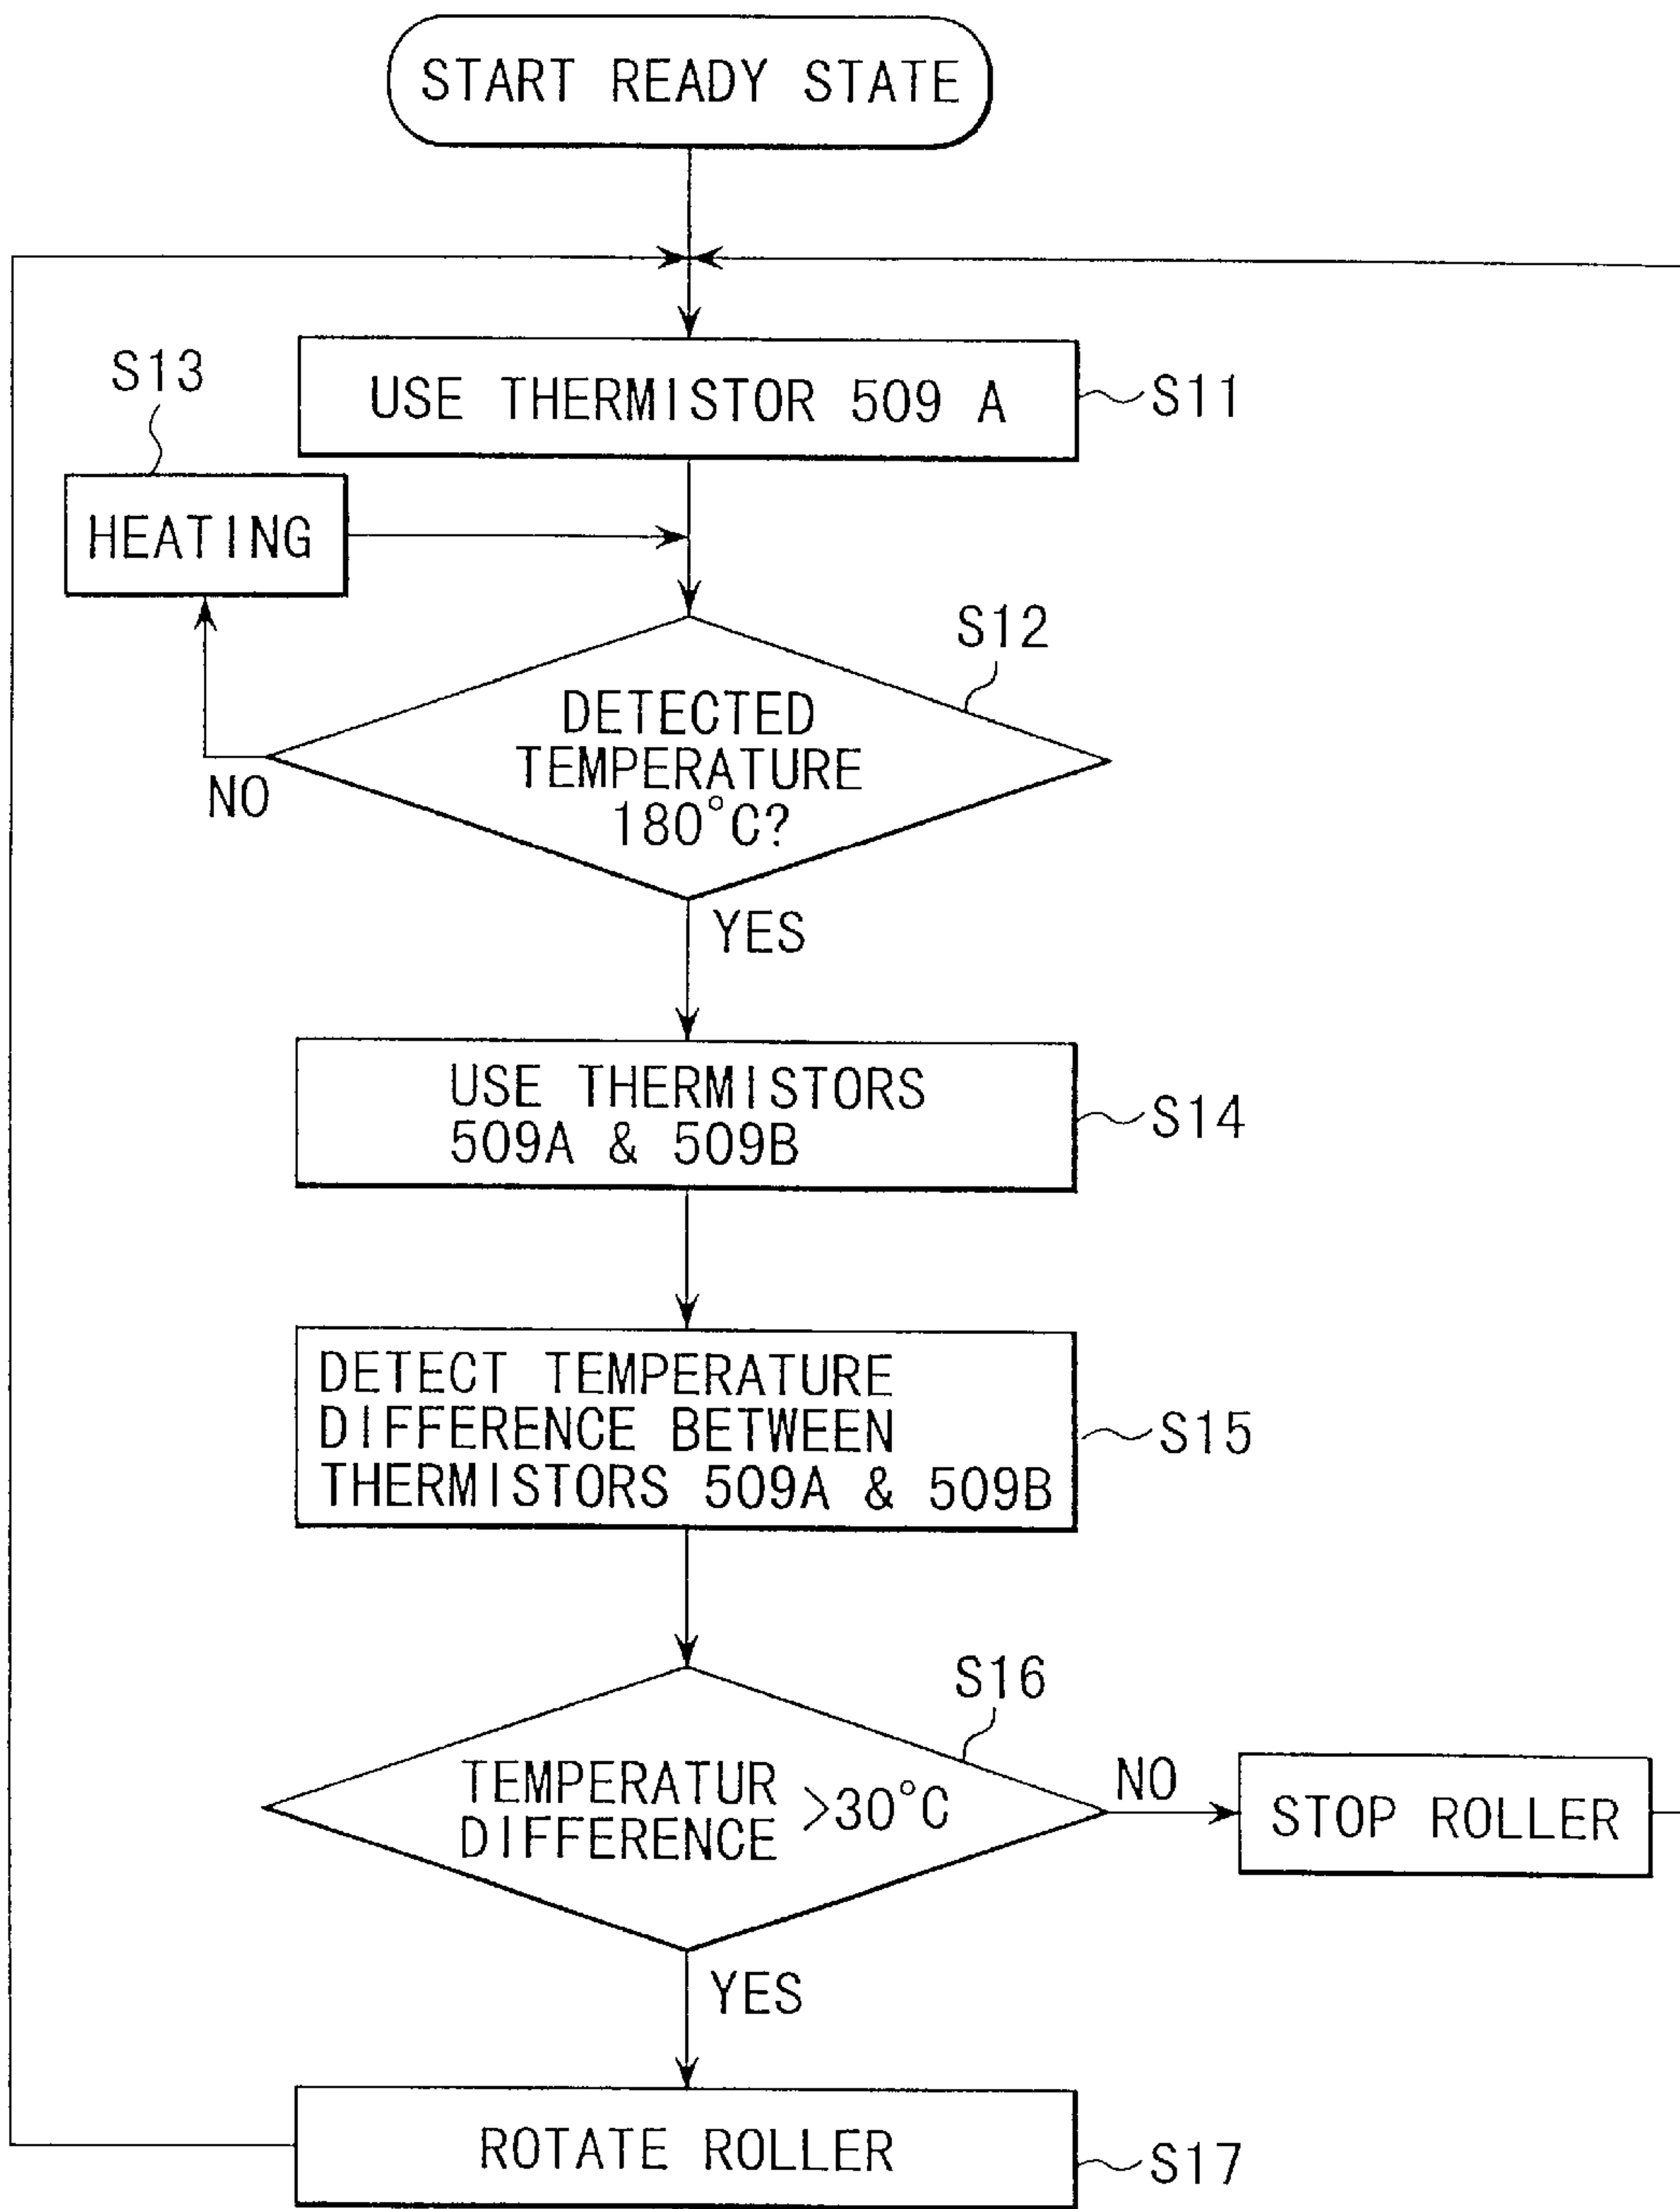 START READY STATE
S13
USE THERMISTOR 509 A
S11
HEATING
S12
DETECTED
TEMPERATURE
180°C?
NO
YES
USE THERMISTORS
509A & 509B
S14
DETECT TEMPERATURE
DIFFERENCE BETWEEN
THERMISTORS 509A & 509B
S15
S16
TEMPERATUR
DIFFERENCE
>30°C
NO
STOP ROLLER
YES
ROTATE ROLLER
S17